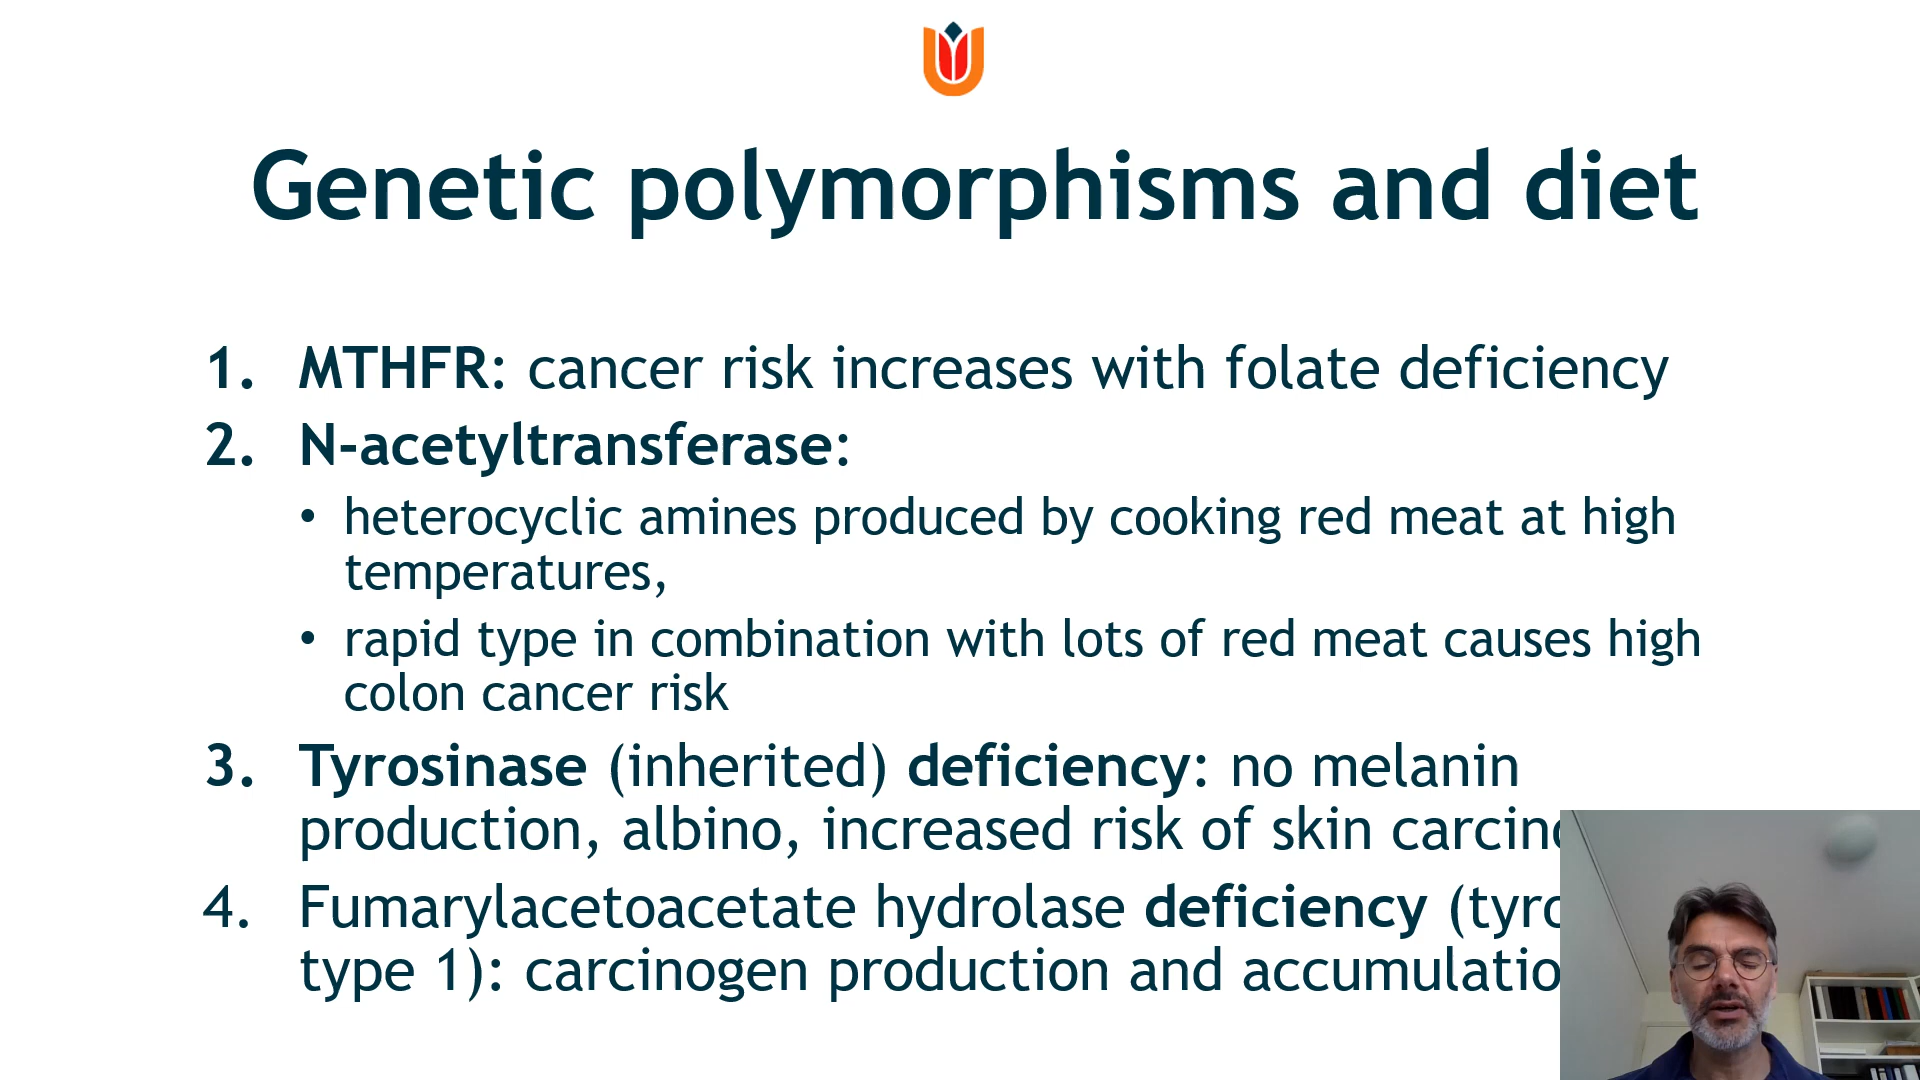 Genetic polymorphisms and diet
1. MTHFR: cancer risk increases with folate deficiency
2. N-acetyltransferase:
• heterocyclic amines produced by cooking red meat at high
temperatures,
• rapid type in combination with lots of red meat causes high
colon cancer risk
3. Tyrosinase (inherited) deficiency: no melanin
production, albino, increased risk of skin
4. Fumarylacetoacetate hydrolase deficiency
type 1): carcinogen production and